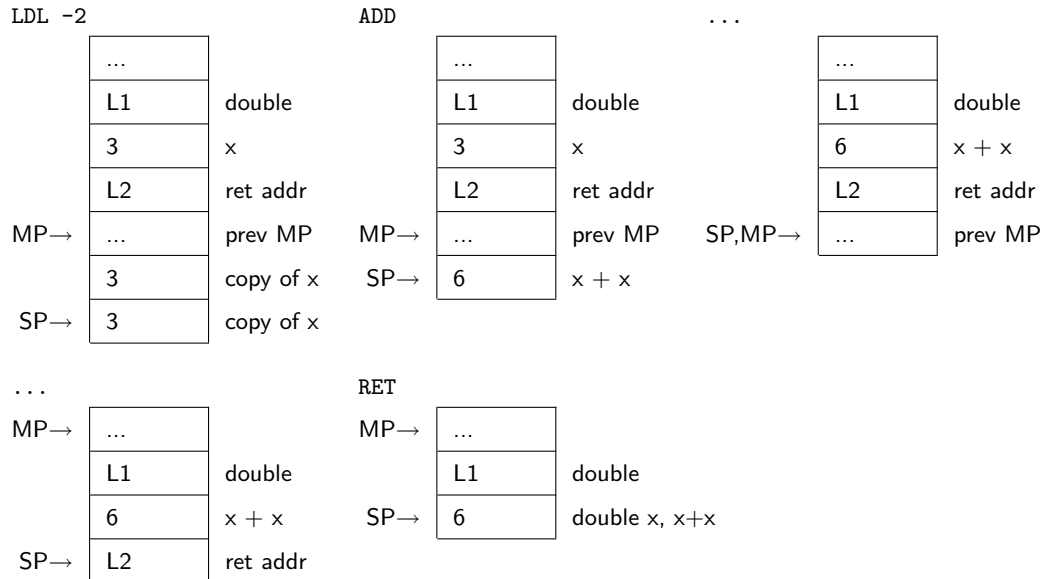 LDL -2
...
L1 double
3 x
L2 ret addr
MP→ ... prev MP
3 copy of x
SP→ 3 copy of x
ADD
...
L1 double
3 x
L2 ret addr
MP→ ... prev MP
SP→ 6 x + x
...
...
L1 double
6 x + x
L2 ret addr
SP,MP→ ... prev MP
...
MP→ ...
L1 double
6 x + x
SP→ L2 ret addr
RET
MP→ ...
L1 double
SP→ 6 double x, x+x